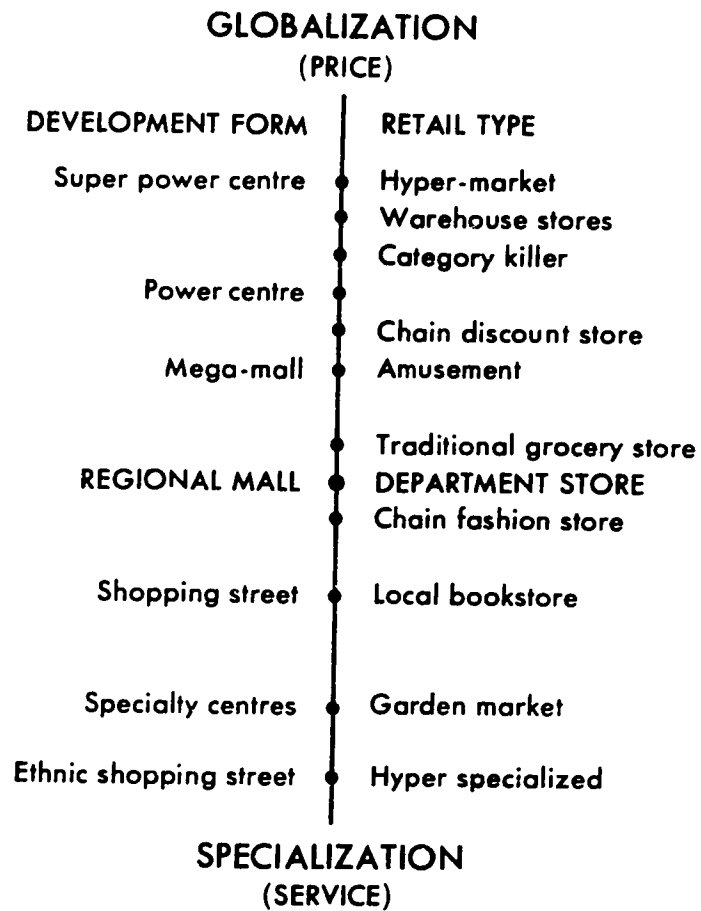 GLOBALIZATION
(PRICE)
DEVELOPMENT FORM RETAIL TYPE
Super power centre Hyper-market
Warehouse stores
Category killer
Power centre
Chain discount store
Mega-mall Amusement
Traditional grocery store
REGIONAL MALL DEPARTMENT STORE
Chain fashion store
Shopping street Local bookstore
Specialty centres Garden market
Ethnic shopping street Hyper specialized
SPECIALIZATION
(SERVICE)